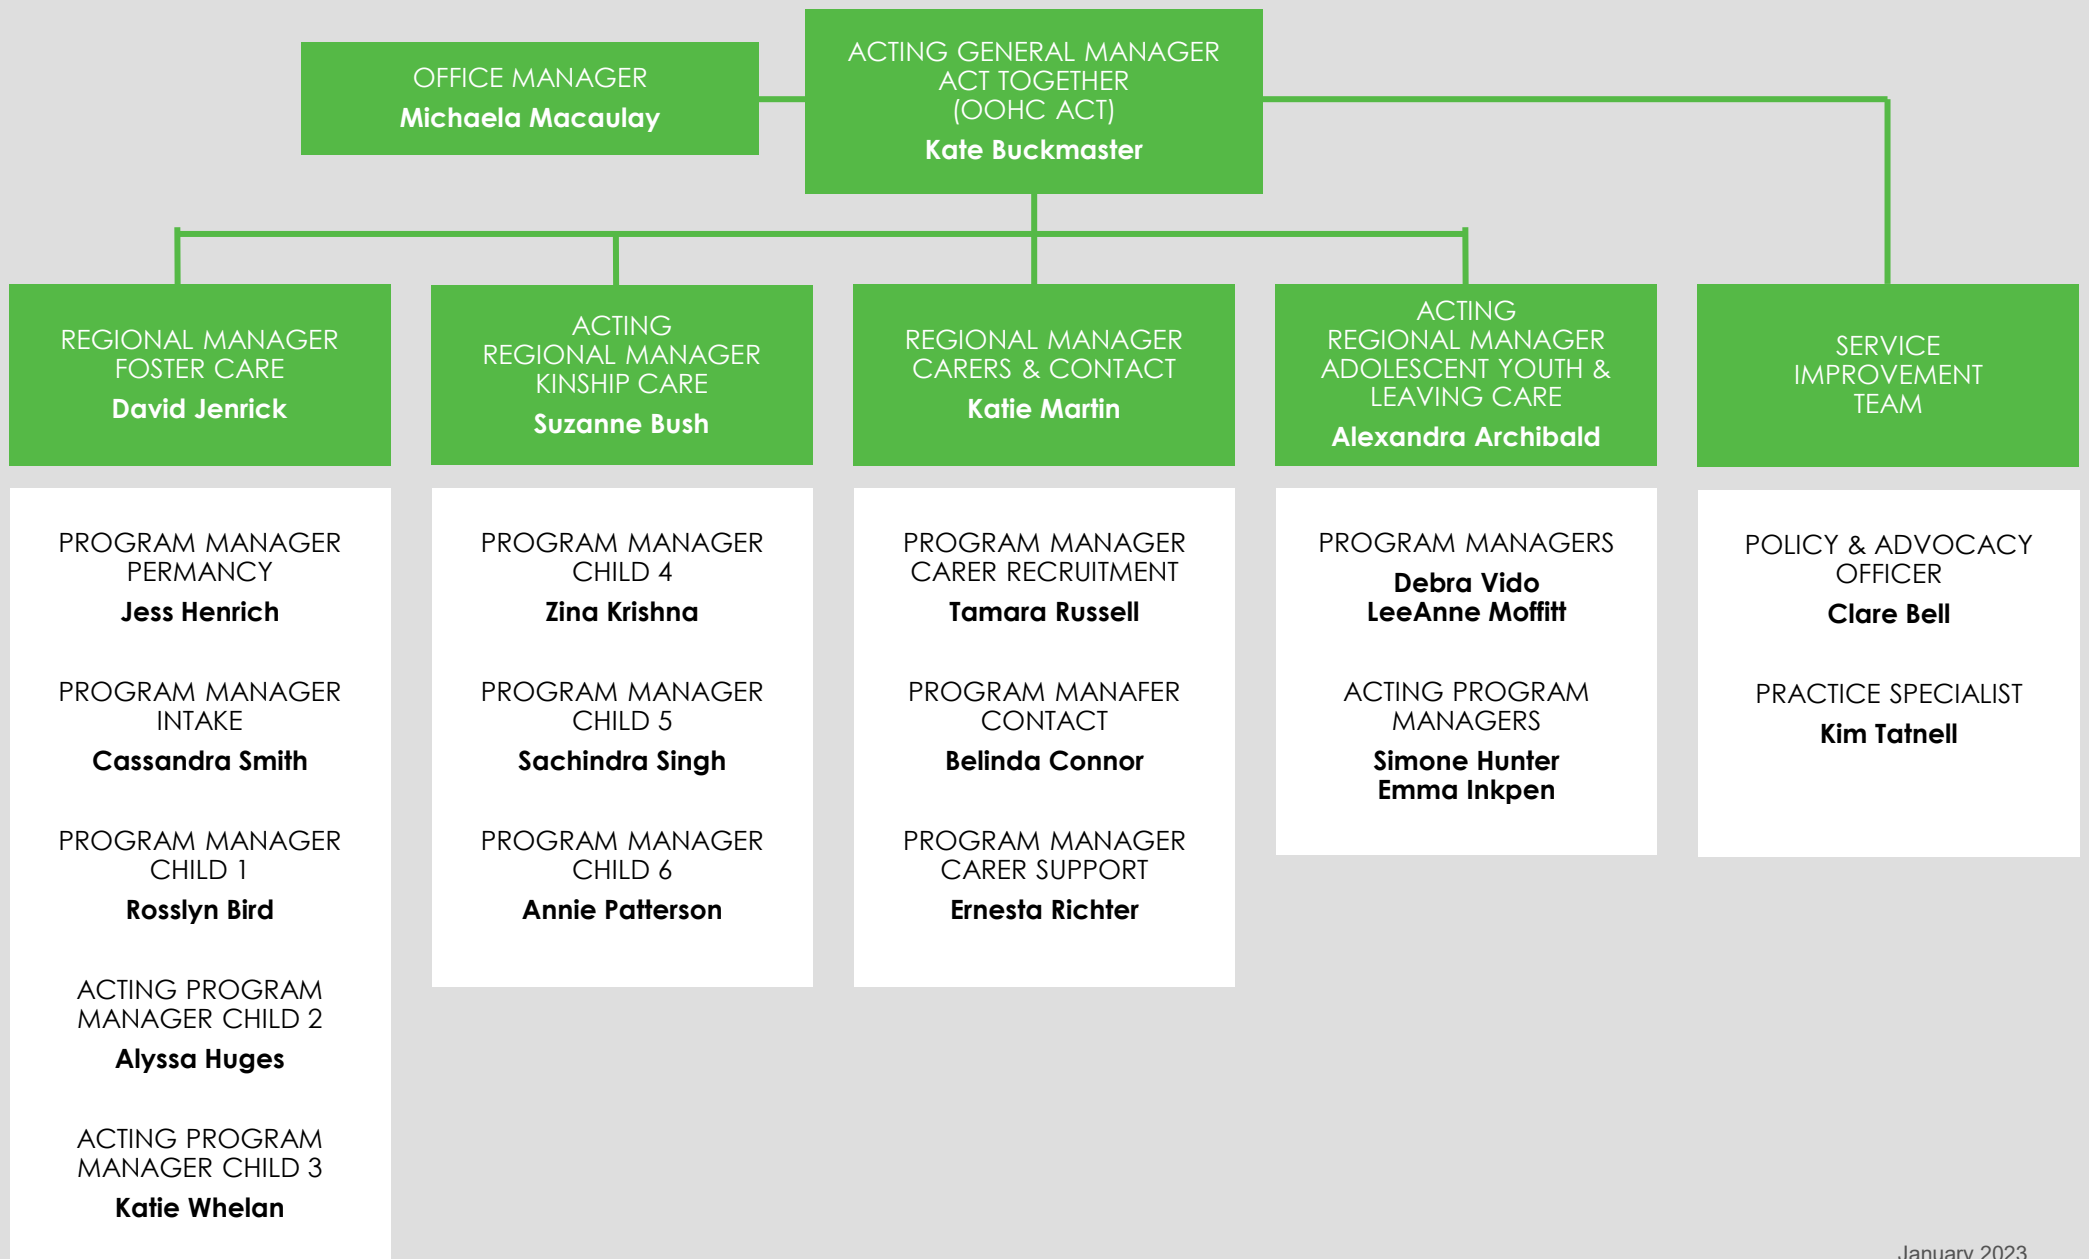 OFFICE MANAGER
Michaela Macaulay
ACTING GENERAL MANAGER
ACT TOGETHER
(OOHC ACT)
Kate Buckmaster
REGIONAL MANAGER
FOSTER CARE
David Jenrick
ACTING
REGIONAL MANAGER
KINSHIP CARE
Suzanne Bush
REGIONAL MANAGER
CARERS & CONTACT
Katie Martin
ACTING
REGIONAL MANAGER
ADOLESCENT YOUTH &
LEAVING CARE
Alexandra Archibald
SERVICE
IMPROVEMENT
TEAM
PROGRAM MANAGER
PERMANCY
Jess Henrich
PROGRAM MANAGER
INTAKE
Cassandra Smith
PROGRAM MANAGER
CHILD 1
Rosslyn Bird
ACTING PROGRAM
MANAGER CHILD 2
Alyssa Huges
ACTING PROGRAM
MANAGER CHILD 3
Katie Whelan
PROGRAM MANAGER
CHILD 4
Zina Krishna
PROGRAM MANAGER
CHILD 5
Sachindra Singh
PROGRAM MANAGER
CHILD 6
Annie Patterson
PROGRAM MANAGER
CARER RECRUITMENT
Tamara Russell
PROGRAM MANAFER
CONTACT
Belinda Connor
PROGRAM MANAGER
CARER SUPPORT
Ernesta Richter
PROGRAM MANAGERS
Debra Vido
LeeAnne Moffitt
ACTING PROGRAM
MANAGERS
Simone Hunter
Emma Inkpen
POLICY & ADVOCACY
OFFICER
Clare Bell
PRACTICE SPECIALIST
Kim Tatnell
January 2023